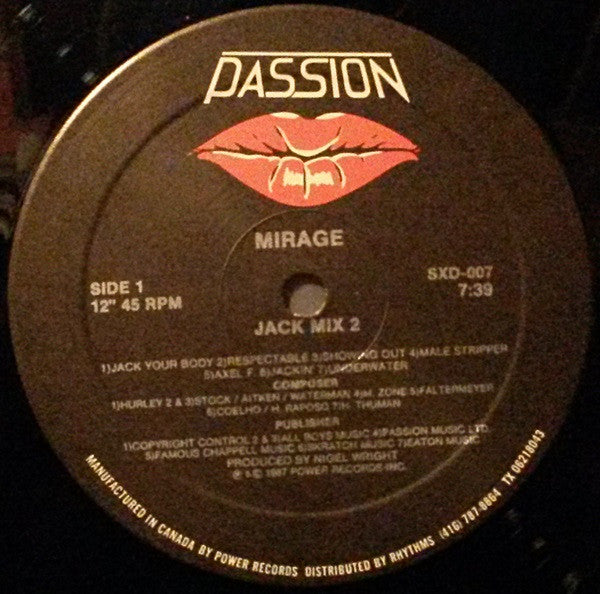 PASSION
MIRAGE
SIDE 1
12" 45 RPM
SXD-007
7:39
JACK MIX 2
1)JACK YOUR BODY 2)RESPECTABLE 3)SHOWING OUT 4)MALE STRIPPER
5)AXEL F. 6)JACKIN' 7)UNDERWATER
COMPOSER
1)HURLEY 2 & 3)STOCK / AITKEN / WATERMAN 4)M. ZONE 5)FALTERMEYER
6)COELHO / H. RAPOSO 7)H. THUMAN
PUBLISHER
1)COPYRIGHT CONTROL 2 & 3)ALL BOYS MUSIC 4)PASSION MUSIC LTD.
5)FAMOUS CHAPPELL MUSIC 6)SCRATCH MUSIC 7)EATON MUSIC
PRODUCED BY NIGEL WRIGHT
℗ & © 1987 POWER RECORDS INC.
MANUFACTURED IN CANADA BY POWER RECORDS DISTRIBUTED BY RHYTHMS (416) 787-8664 TX 06218043